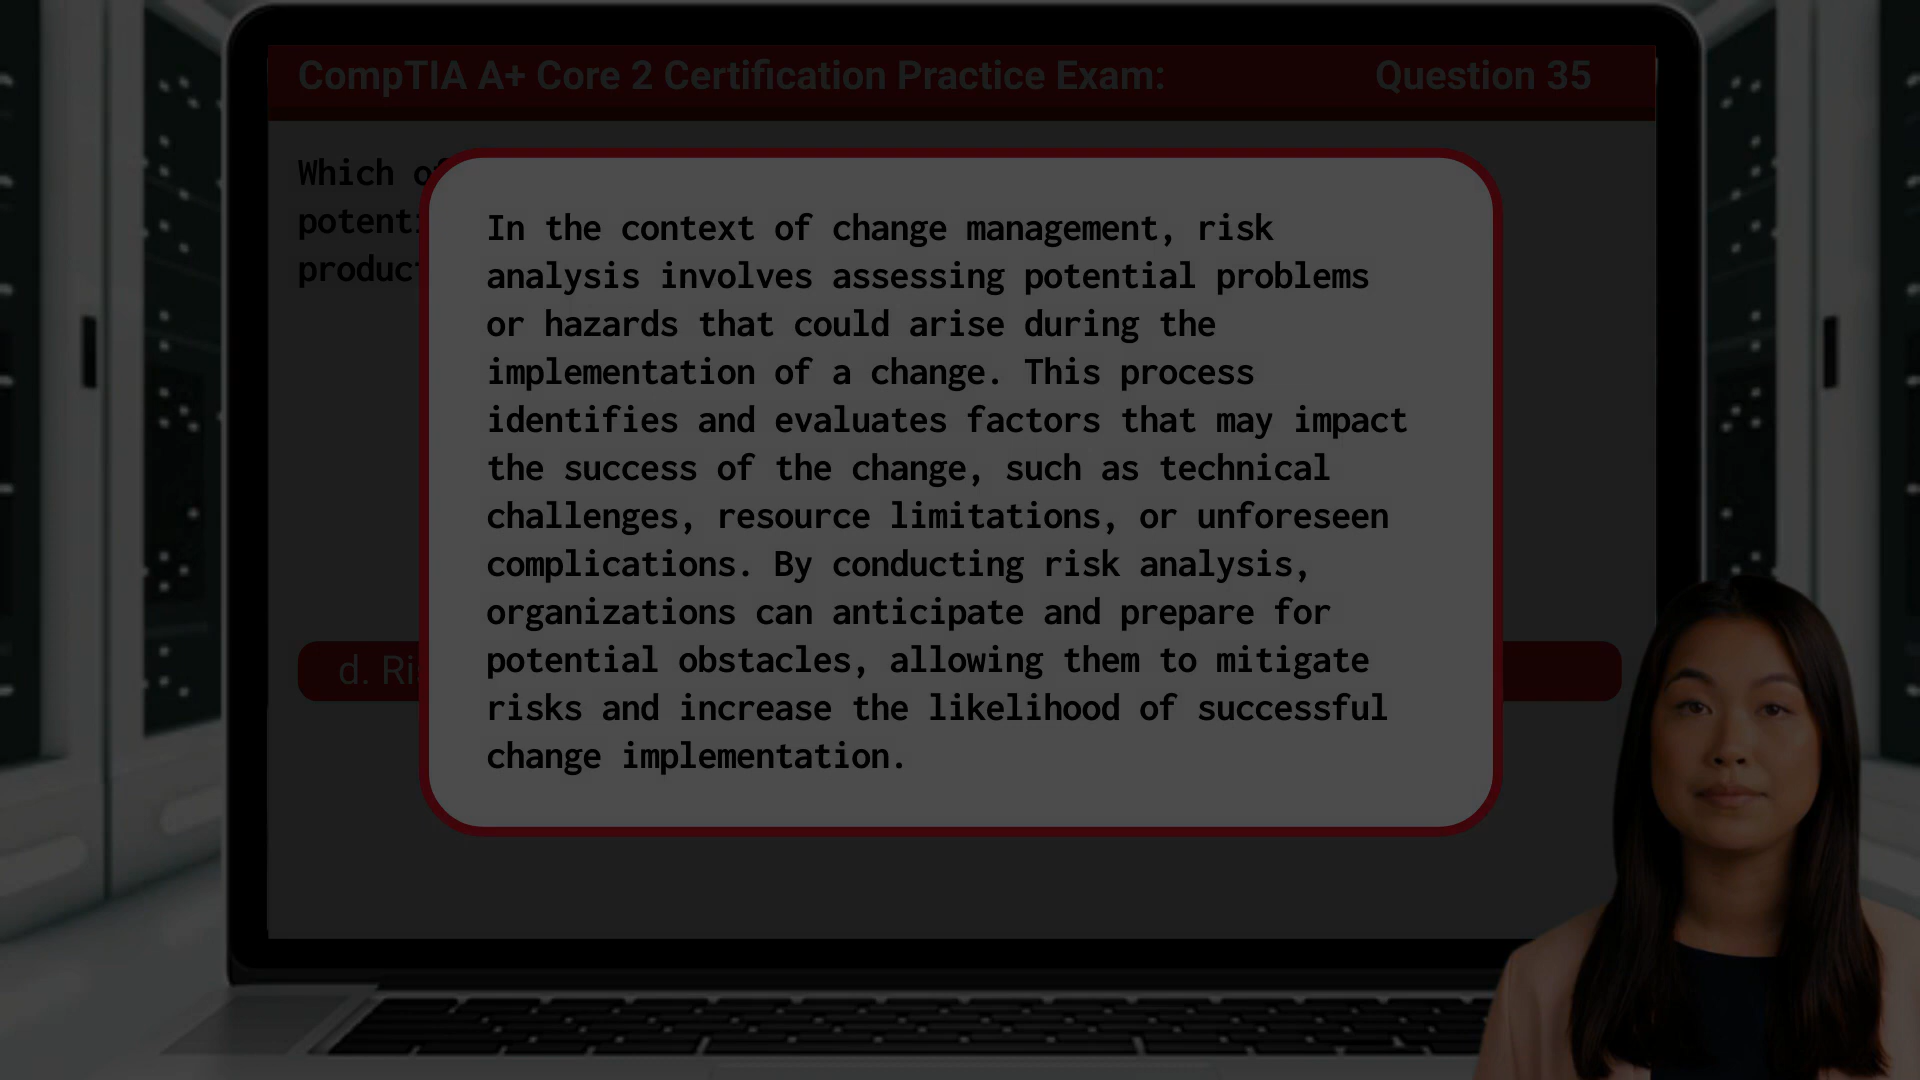 CompTIA A+ Core 2 Certification Practice Exam: Question 35
Which
potent
produc
In the context of change management, risk
analysis involves assessing potential problems
or hazards that could arise during the
implementation of a change. This process
identifies and evaluates factors that may impact
the success of the change, such as technical
challenges, resource limitations, or unforeseen
complications. By conducting risk analysis,
organizations can anticipate and prepare for
potential obstacles, allowing them to mitigate
risks and increase the likelihood of successful
change implementation.
d. Ri